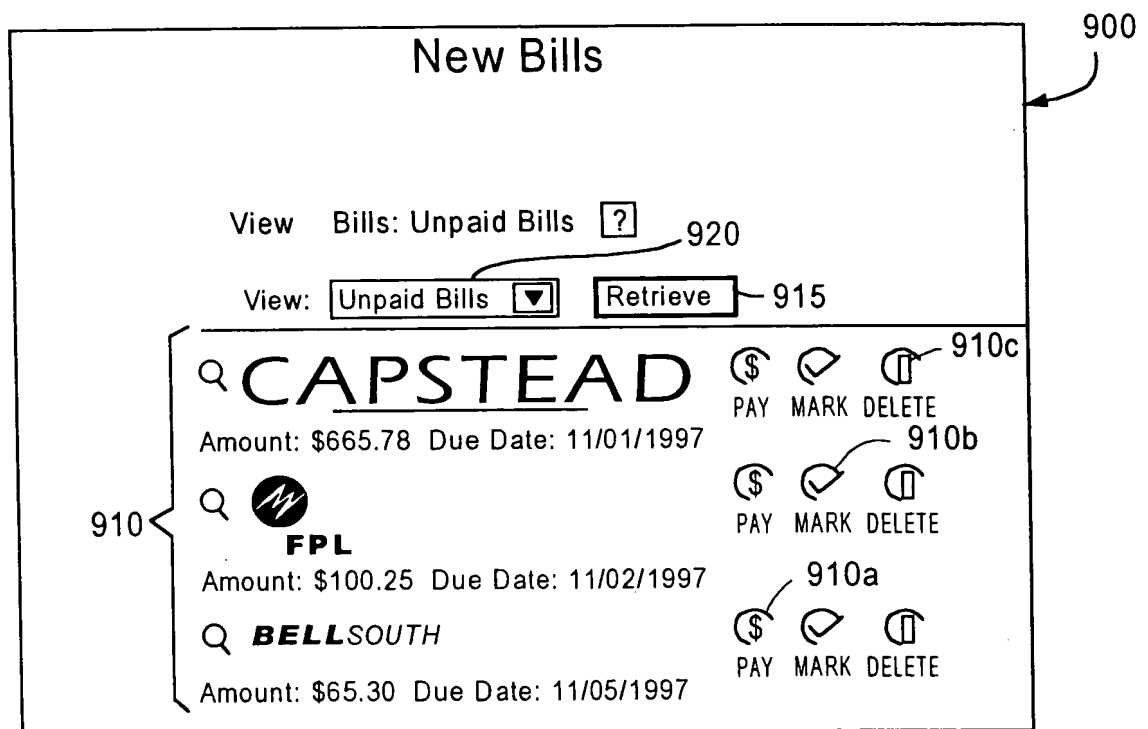 New Bills
900
View Bills: Unpaid Bills ?
920
View: Unpaid Bills Retrieve 915
CAPSTEAD $ 910c
PAY MARK DELETE
Amount: $665.78 Due Date: 11/01/1997
910b
$
910
FPL
PAY MARK DELETE
Amount: $100.25 Due Date: 11/02/1997
910a
BELLSOUTH $
PAY MARK DELETE
Amount: $65.30 Due Date: 11/05/1997